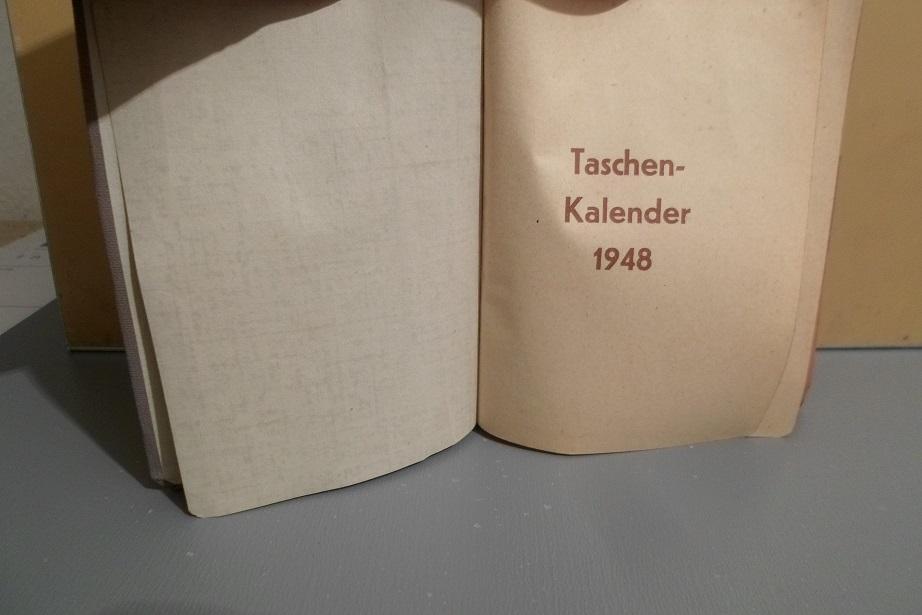 Taschen-
Kalender
1948